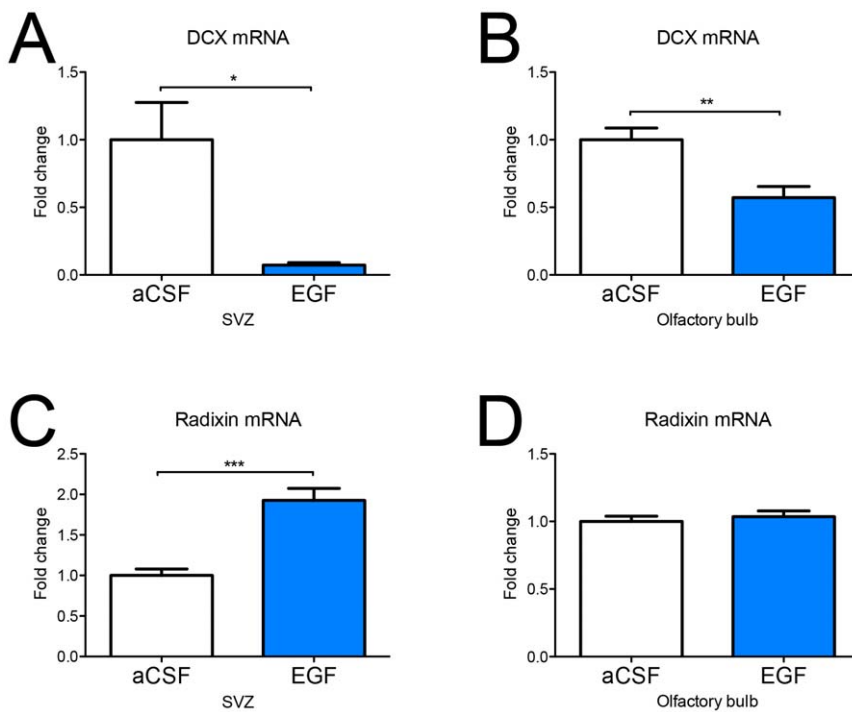 A
DCX mRNA
*
Fold change
1.5
1.0
0.5
0.0
aCSF
EGF
SVZ
B
DCX mRNA
**
Fold change
1.5
1.0
0.5
0.0
aCSF
EGF
Olfactory bulb
C
Radixin mRNA
***
Fold change
2.5
2.0
1.5
1.0
0.5
0.0
aCSF
EGF
SVZ
D
Radixin mRNA
Fold change
1.5
1.0
0.5
0.0
aCSF
EGF
Olfactory bulb